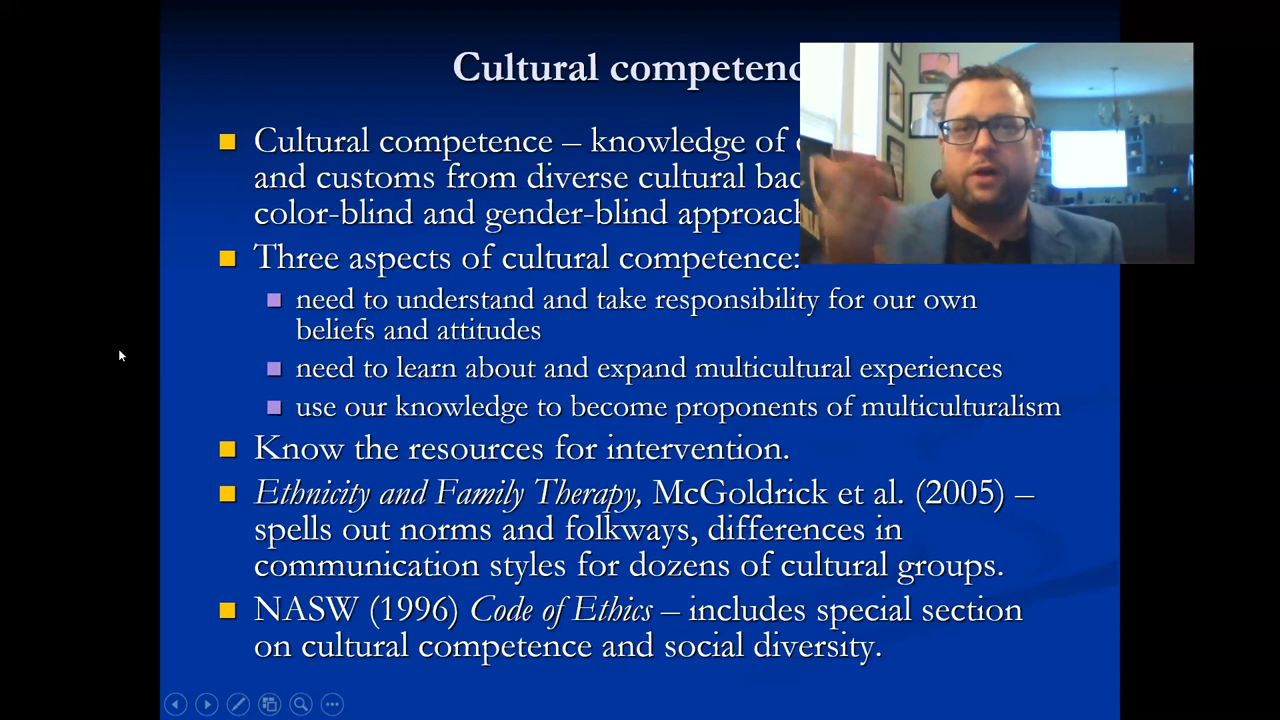 Cultural competenc
Cultural competence – knowledge of
and customs from diverse cultural bac
color-blind and gender-blind approach
Three aspects of cultural competence:
need to understand and take responsibility for our own
beliefs and attitudes
need to learn about and expand multicultural experiences
use our knowledge to become proponents of multiculturalism
Know the resources for intervention.
Ethnicity and Family Therapy, McGoldrick et al. (2005) –
spells out norms and folkways, differences in
communication styles for dozens of cultural groups.
NASW (1996) Code of Ethics – includes special section
on cultural competence and social diversity.